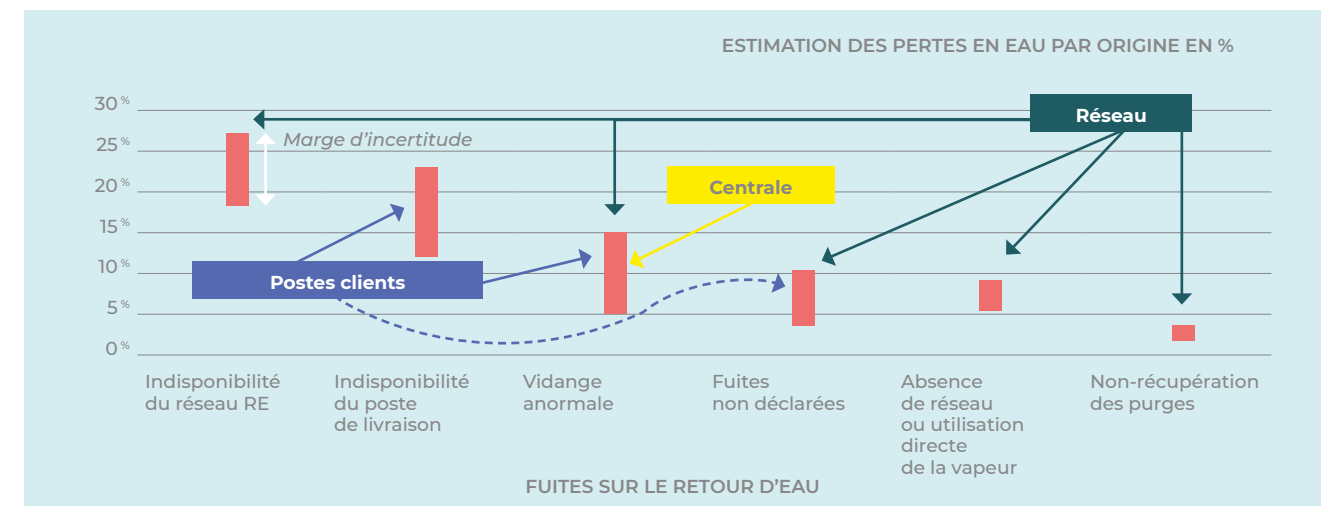 ESTIMATION DES PERTES EN EAU PAR ORIGINE EN %
30 %
25 %
20 %
15 %
10 %
5 %
0 %
Réseau
Marge d'incertitude
Centrale
Postes clients
Indisponibilité
du réseau RE
Indisponibilité
du poste
de livraison
Vidange
anormale
Fuites
non déclarées
Absence
de réseau
ou utilisation
directe
de la vapeur
Non-récupération
des purges
FUITES SUR LE RETOUR D'EAU